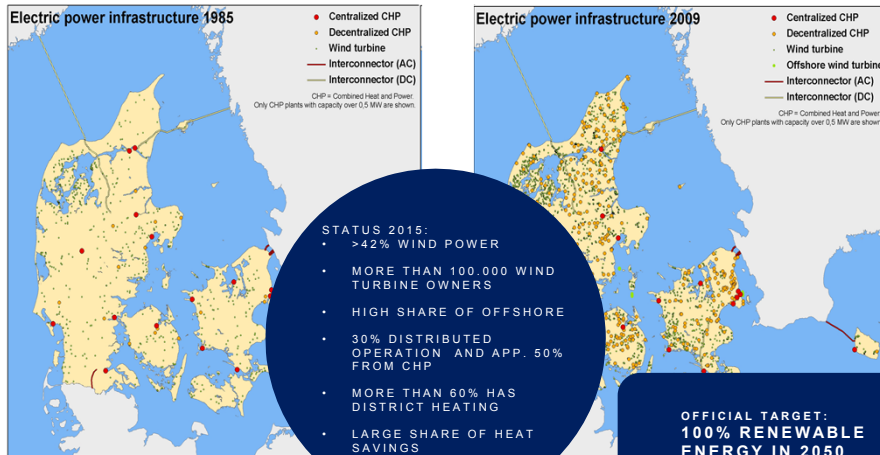 Electric power infrastructure 1985
Centralized CHP
Decentralized CHP
Wind turbine
Interconnector (AC)
Interconnector (DC)
CHP = Combined Heat and Power.
Only CHP plants with capacity over 0,5 MW are shown.
Electric power infrastructure 2009
Centralized CHP
Decentralized CHP
Wind turbine
Offshore wind turbine
Interconnector (AC)
Interconnector (DC)
CHP = Combined Heat and Power
Only CHP plants with capacity over 0,5 MW are shown
STATUS 2015:
• >42% WIND POWER
• MORE THAN 100.000 WIND
TURBINE OWNERS
• HIGH SHARE OF OFFSHORE
• 30% DISTRIBUTED
OPERATION AND APP. 50%
FROM CHP
• MORE THAN 60% HAS
DISTRICT HEATING
• LARGE SHARE OF HEAT
SAVINGS
OFFICIAL TARGET:
100% RENEWABLE
ENERGY IN 2050